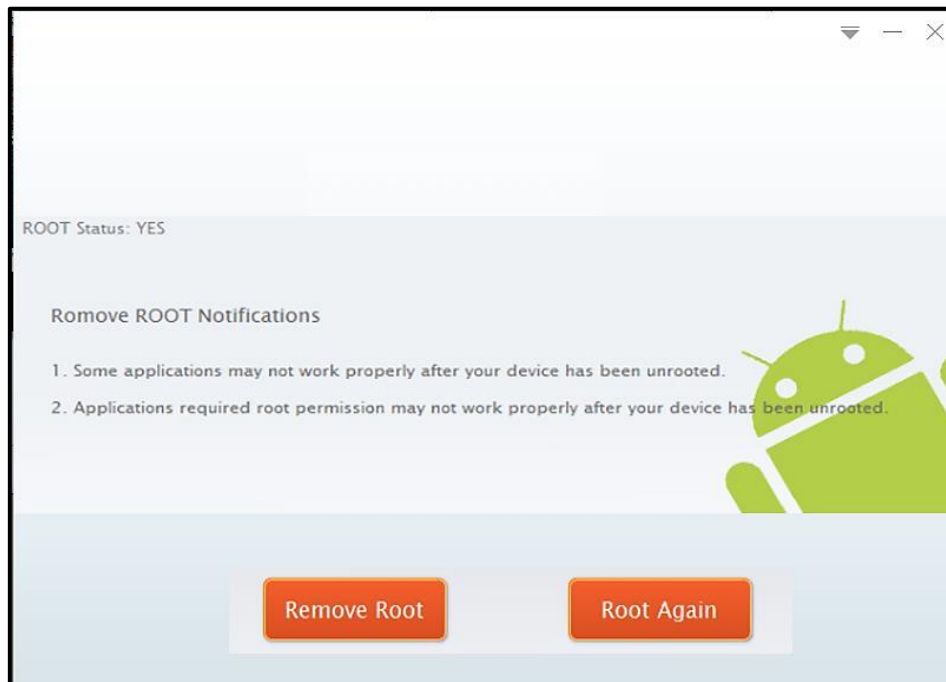 ROOT Status: YES
Romove ROOT Notifications
1. Some applications may not work properly after your device has been unrooted.
2. Applications required root permission may not work properly after your device has been unrooted.
Remove Root
Root Again